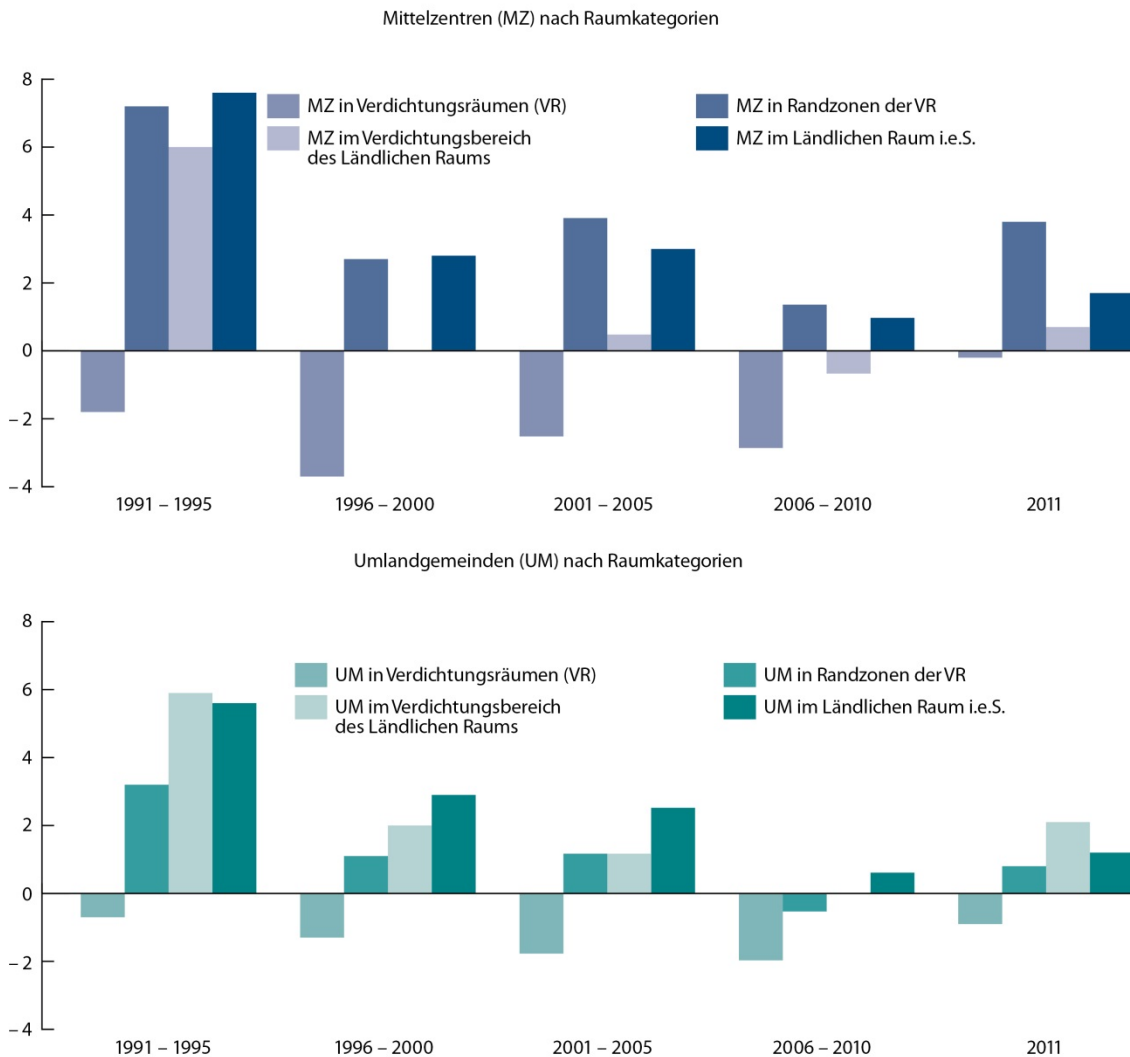 Mittelzentren (MZ) nach Raumkategorien
8
MZ in Verdichtungsräumen (VR)
MZ in Randzonen der VR
MZ im Verdichtungsbereich
des Ländlichen Raums
MZ im Ländlichen Raum i.e.S.
6
4
2
0
– 2
– 4
1991 – 1995
1996 – 2000
2001 – 2005
2006 – 2010
2011
Umlandgemeinden (UM) nach Raumkategorien
8
UM in Verdichtungsräumen (VR)
UM in Randzonen der VR
UM im Verdichtungsbereich
des Ländlichen Raums
UM im Ländlichen Raum i.e.S.
6
4
2
0
– 2
– 4
1991 – 1995
1996 – 2000
2001 – 2005
2006 – 2010
2011